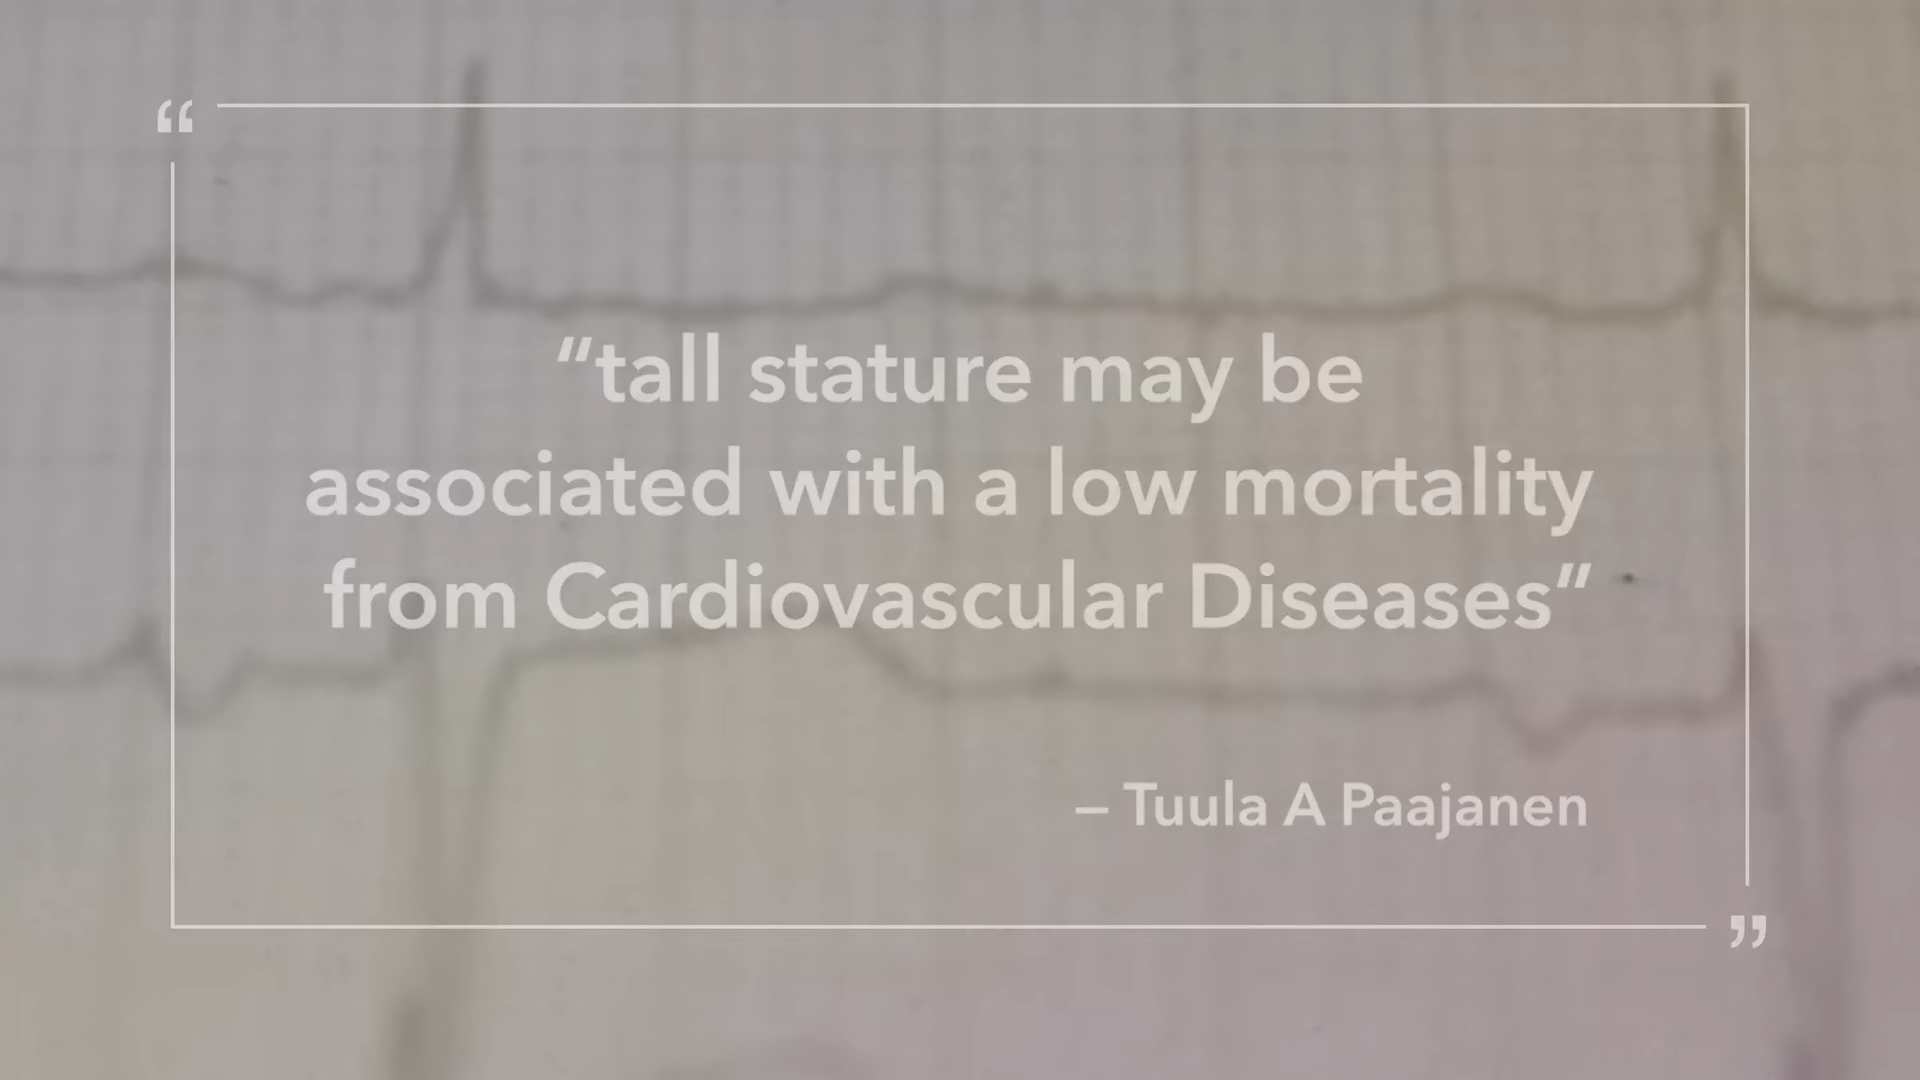 “
“tall stature may be
associated with a low mortality
from Cardiovascular Diseases“
– Tuula A Paajanen
”